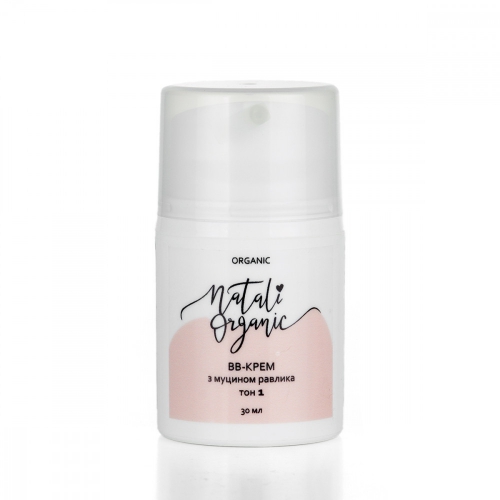 ORGANIC
Natali
Organic
BB-КРЕМ
з муцином равлика
тон 1
30 мл